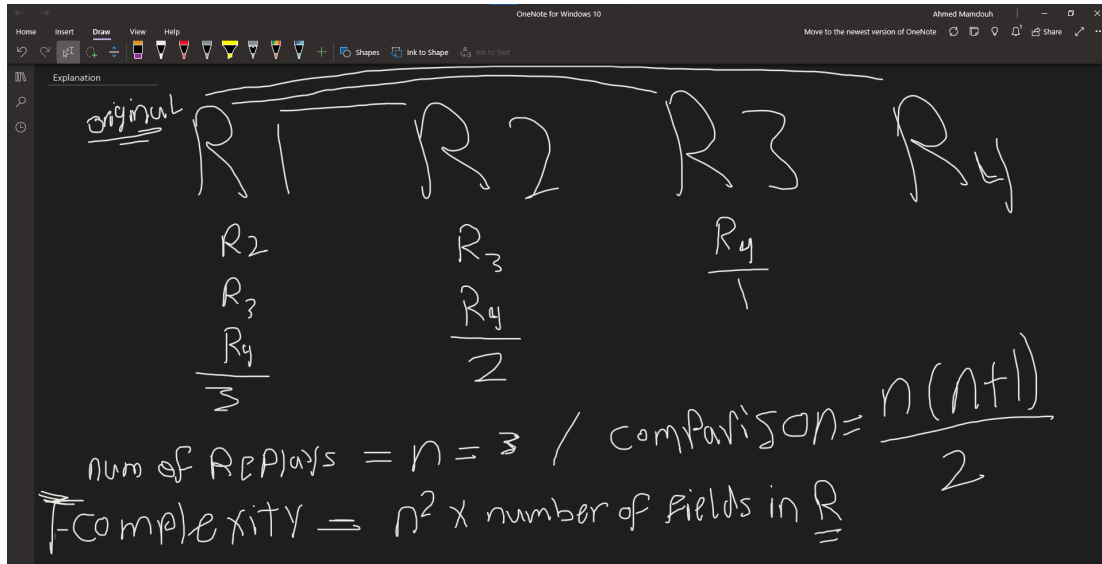 OneNote for Windows 10
Ahmed Mamdouh
Home Insert Draw View Help
Move to the newest version of OneNote
Share
Shapes
Ink to Shape
Ink to Text
Explanation
original
R1 R2 R3 R4
R2 R3 R4
R3 R4 1
R4 2
3
num of Replays = n = 3 / comparison = n(n+1)/2
T-complexity = n² x number of fields in R